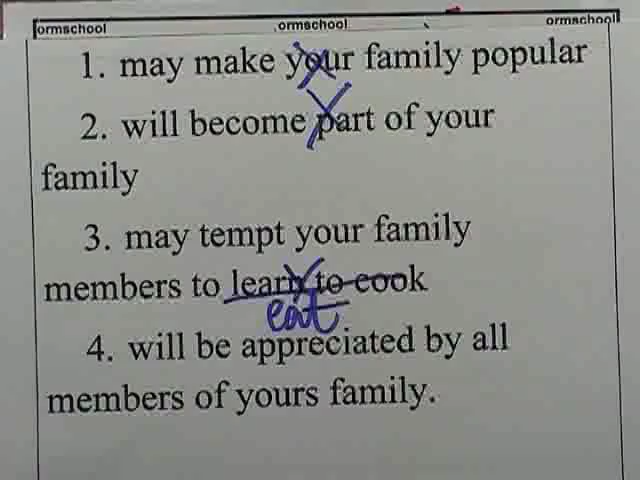 ormschool ormschool ormschool
1. may make your family popular
2. will become part of your
family
3. may tempt your family
members to learn to cook
eat
4. will be appreciated by all
members of yours family.